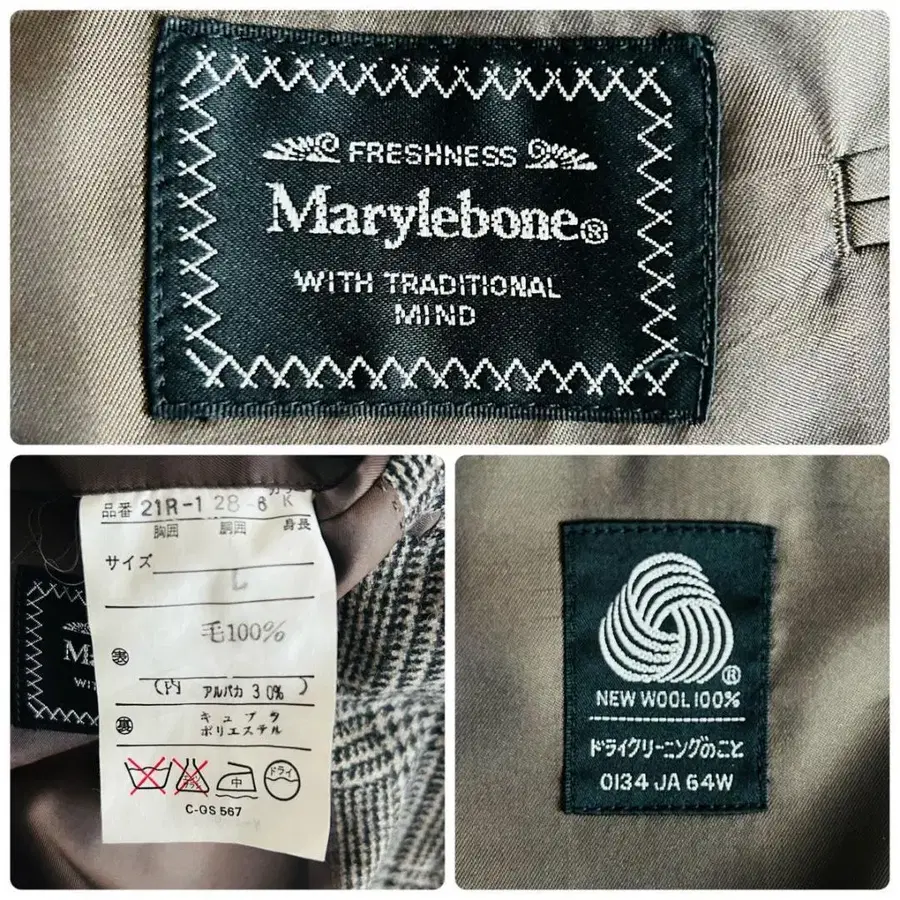 FRESHNESS
Marylebone®
WITH TRADITIONAL
MIND
品番 21R-1 28-6 K
胸囲 胴囲 身長
サイズ
L
毛100%
表
(内 アルパカ 30%)
裏 キュプラ
ポリエステル
中 ドライ
C-GS 567
M
WIT
®
NEW WOOL 100%
ドライクリーニングのこと
0134 JA 64W